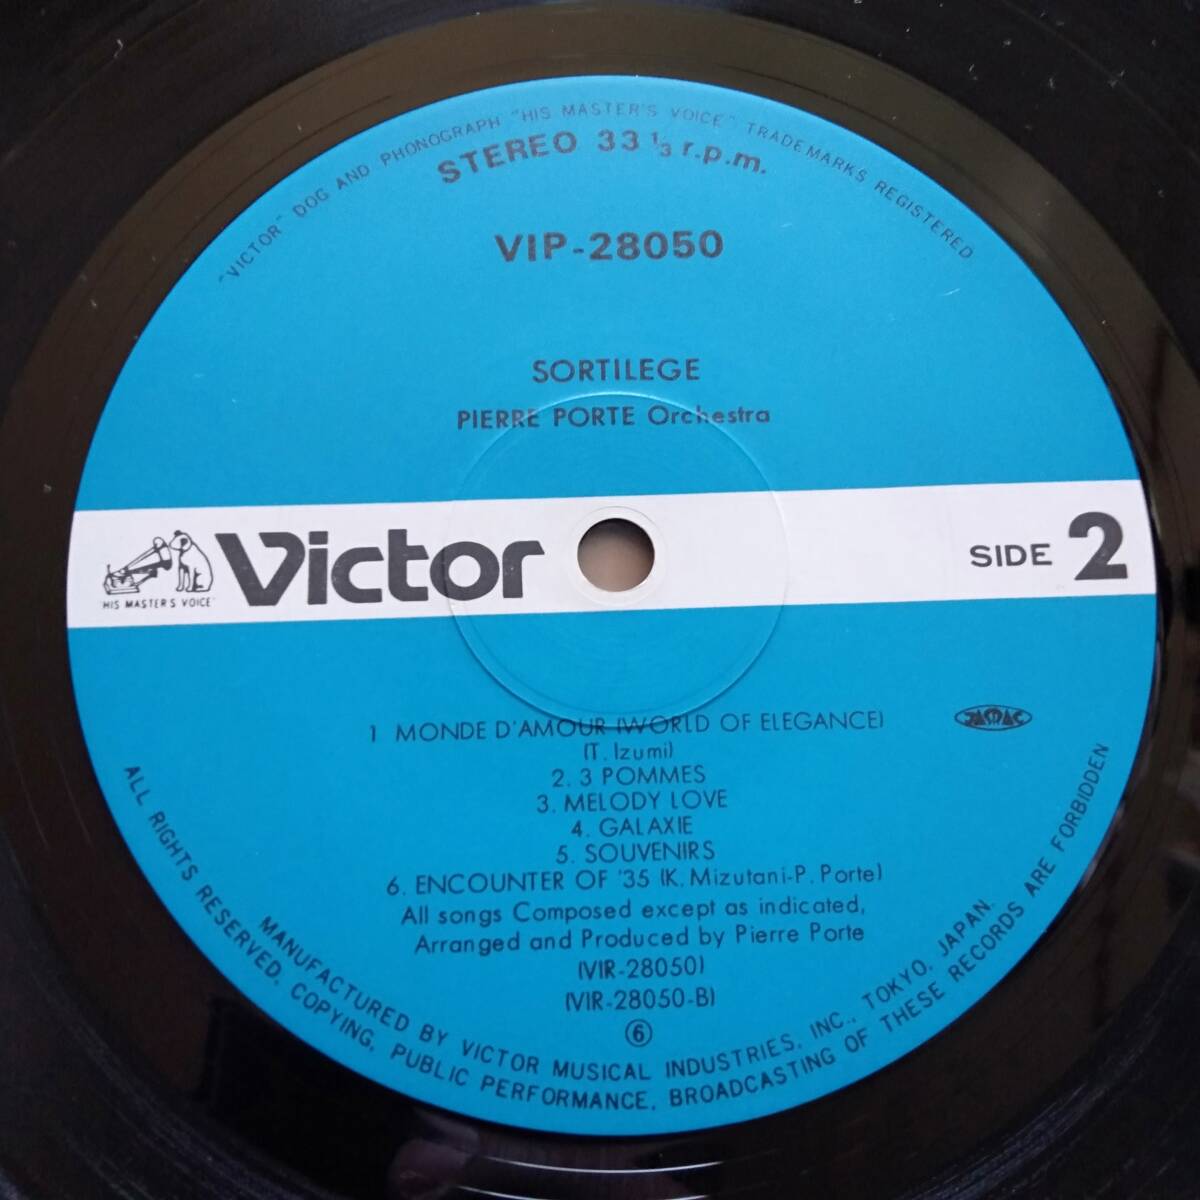 "VICTOR" DOG AND PHONOGRAPH "HIS MASTER'S VOICE" TRADEMARKS REGISTERED
STEREO 33 1/3 r.p.m.
VIP-28050
SORTILEGE
PIERRE PORTE Orchestra
Victor
"HIS MASTER'S VOICE"
SIDE 2
1 MONDE D'AMOUR (WORLD OF ELEGANCE)
(T. Izumi)
2. 3 POMMES
3. MELODY LOVE
4. GALAXIE
5. SOUVENIRS
6. ENCOUNTER OF '35 (K. Mizutani-P. Porte)
All songs Composed except as indicated,
Arranged and Produced by Pierre Porte
(VIR-28050)
(VIR-28050-B)
⑥
JASRAC
MANUFACTURED BY VICTOR MUSICAL INDUSTRIES, INC., TOKYO, JAPAN.
ALL RIGHTS RESERVED. COPYING, PUBLIC PERFORMANCE, BROADCASTING OF THESE RECORDS ARE FORBIDDEN